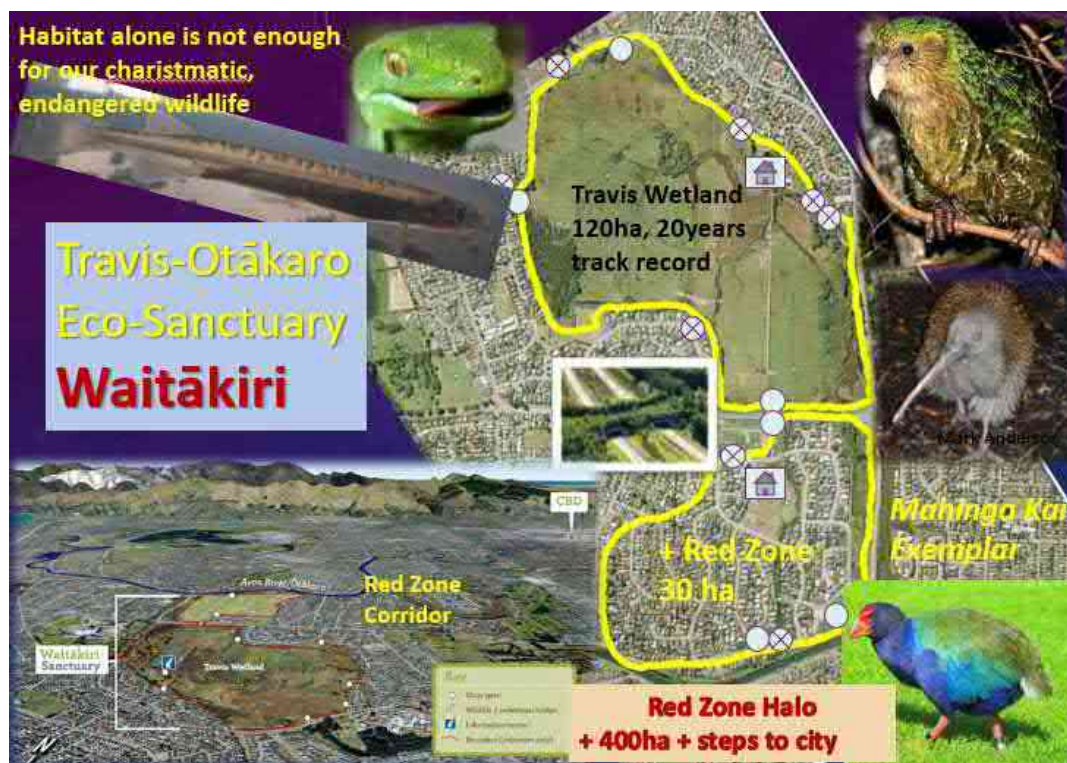 Habitat alone is not enough
for our charistmatic,
endangered wildlife
Travis Wetland
120ha, 20years
track record
Travis-Otākaro
Eco-Sanctuary
Waitākiri
Mark Anderson
Mahinga Kai
Exemplar
+ Red Zone
30 ha
CBD
Avon River/Ōtākaro
Red Zone
Corridor
Waitākiri
Sanctuary
Travis Wetland
Key
N
Red Zone Halo
+ 400ha + steps to city